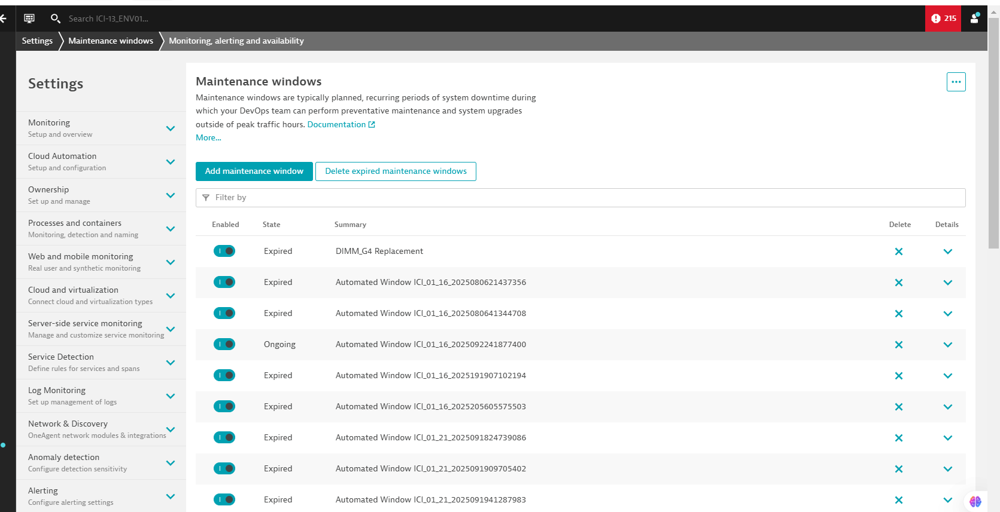 Search ICI-13_ENV01...
215
Settings
Maintenance windows
Monitoring, alerting and availability
Settings
Monitoring
Setup and overview
Cloud Automation
Setup and configuration
Ownership
Set up and manage
Processes and containers
Monitoring, detection and naming
Web and mobile monitoring
Real user and synthetic monitoring
Cloud and virtualization
Connect cloud and virtualization types
Server-side service monitoring
Manage and customize service monitoring
Service Detection
Define rules for services and spans
Log Monitoring
Set up management of logs
Network & Discovery
OneAgent network modules & integrations
Anomaly detection
Configure detection sensitivity
Alerting
Configure alerting settings
Maintenance windows
Maintenance windows are typically planned, recurring periods of system downtime during
which your DevOps team can perform preventative maintenance and system upgrades
outside of peak traffic hours. Documentation
More...
Add maintenance window
Delete expired maintenance windows
Filter by
Enabled State Summary Delete Details
Expired DIMM_G4 Replacement
Expired Automated Window ICI_01_16_2025080621437356
Expired Automated Window ICI_01_16_2025080641344708
Ongoing Automated Window ICI_01_16_2025092241877400
Expired Automated Window ICI_01_16_2025191907102194
Expired Automated Window ICI_01_16_2025205605575503
Expired Automated Window ICI_01_21_2025091824739086
Expired Automated Window ICI_01_21_2025091909705402
Expired Automated Window ICI_01_21_2025091941287983